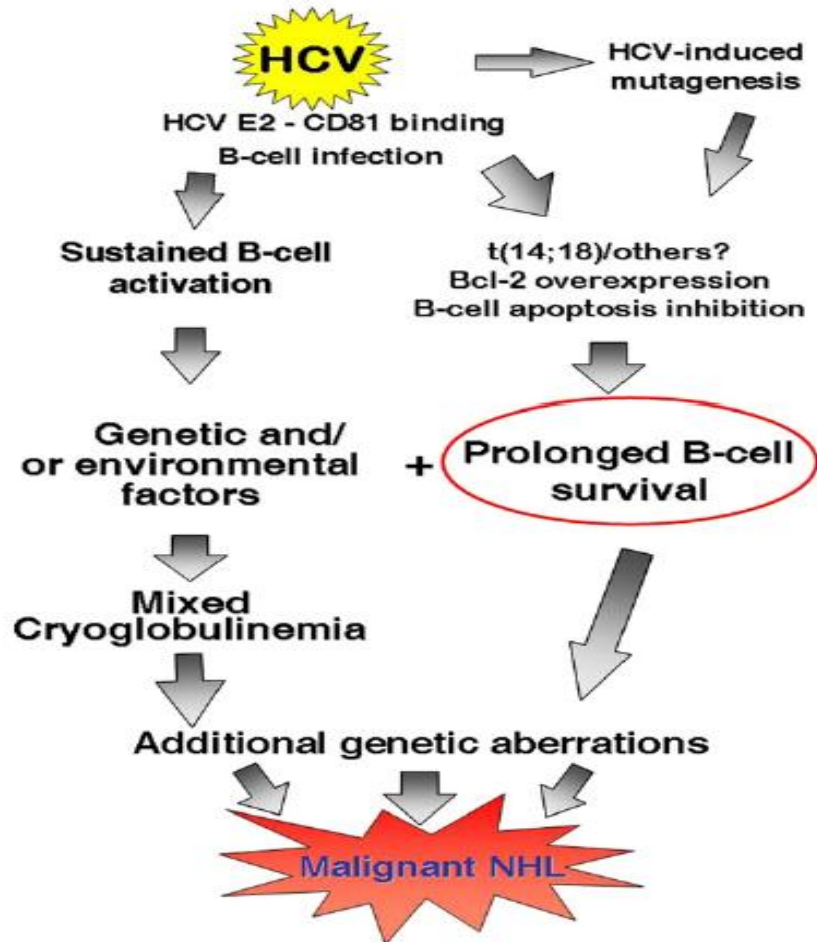 HCV
HCV-induced
mutagenesis
HCV E2 - CD81 binding
B-cell infection
Sustained B-cell
activation
t(14;18)/others?
Bcl-2 overexpression
B-cell apoptosis inhibition
Genetic and/
or environmental
factors
+
Prolonged B-cell
survival
Mixed
Cryoglobulinemia
Additional genetic aberrations
Malignant NHL